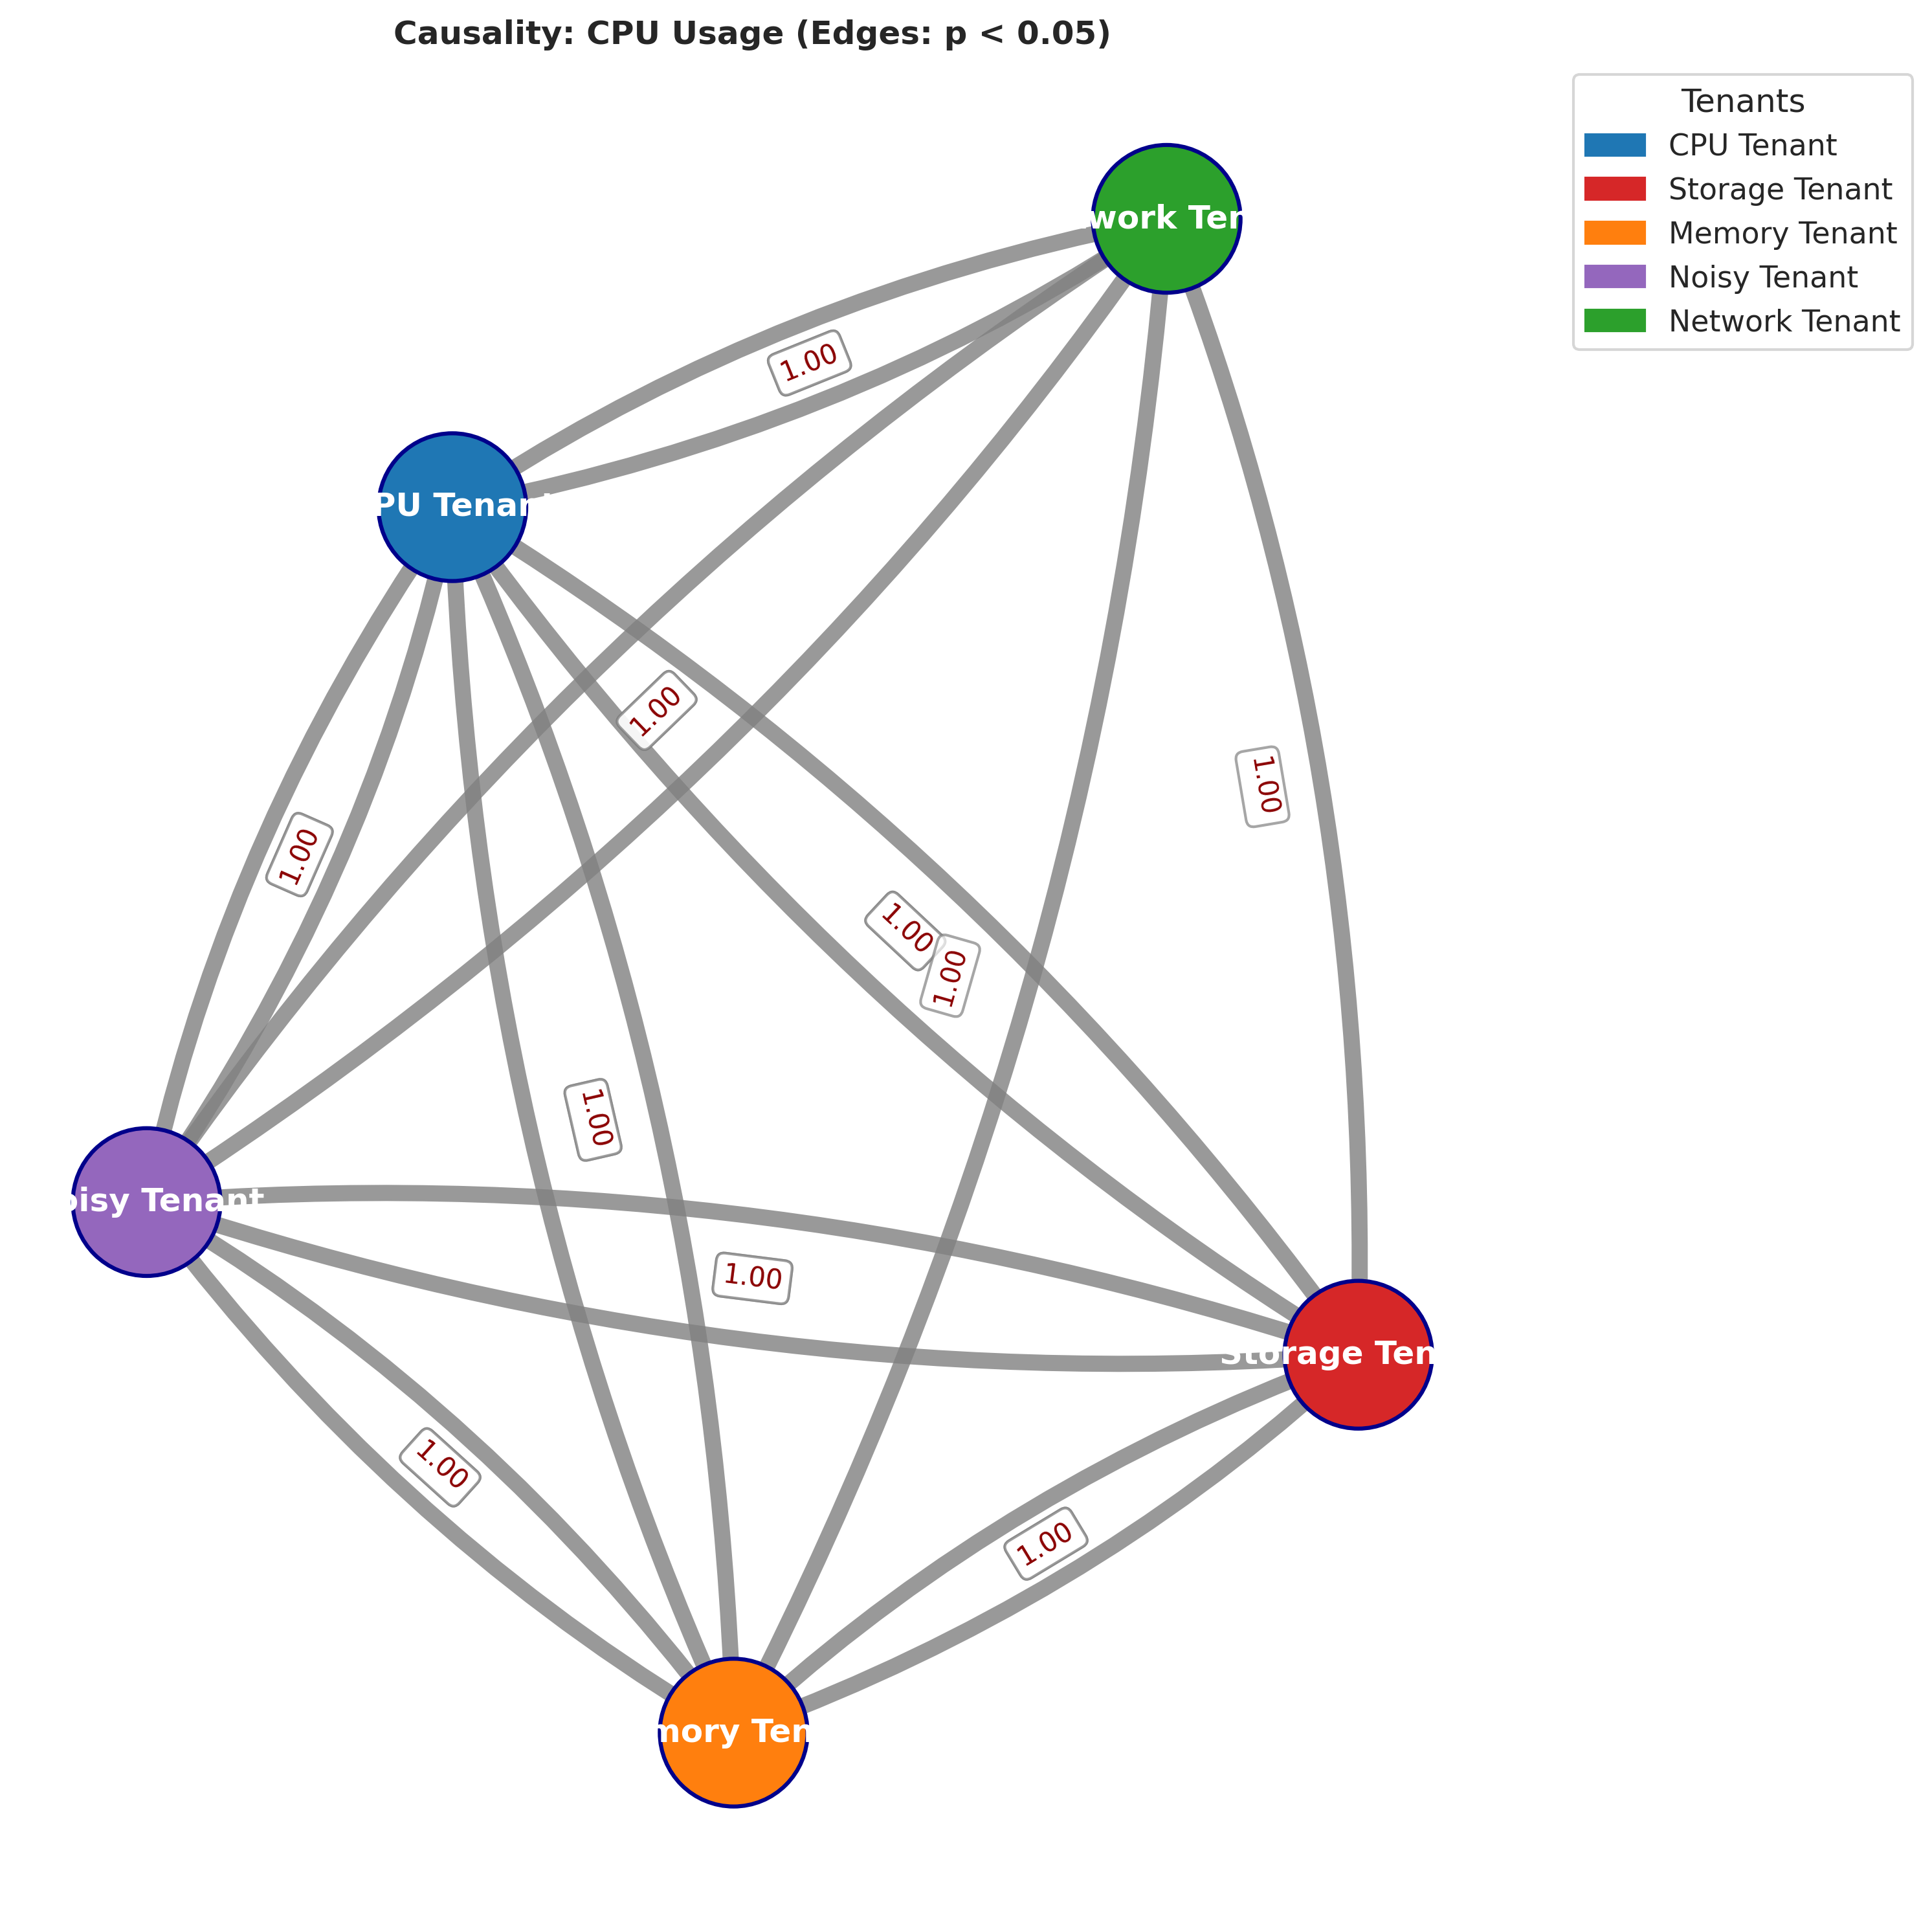 Causality: CPU Usage (Edges: p < 0.05)
Tenants
CPU Tenant
Storage Tenant
Memory Tenant
Noisy Tenant
Network Tenant
work Ten
1.00
PU Tenant
1.00
1.00
1.00
1.00
1.00
1.00
oisy Tenant
1.00
Storage Ten
1.00
1.00
mory Ten